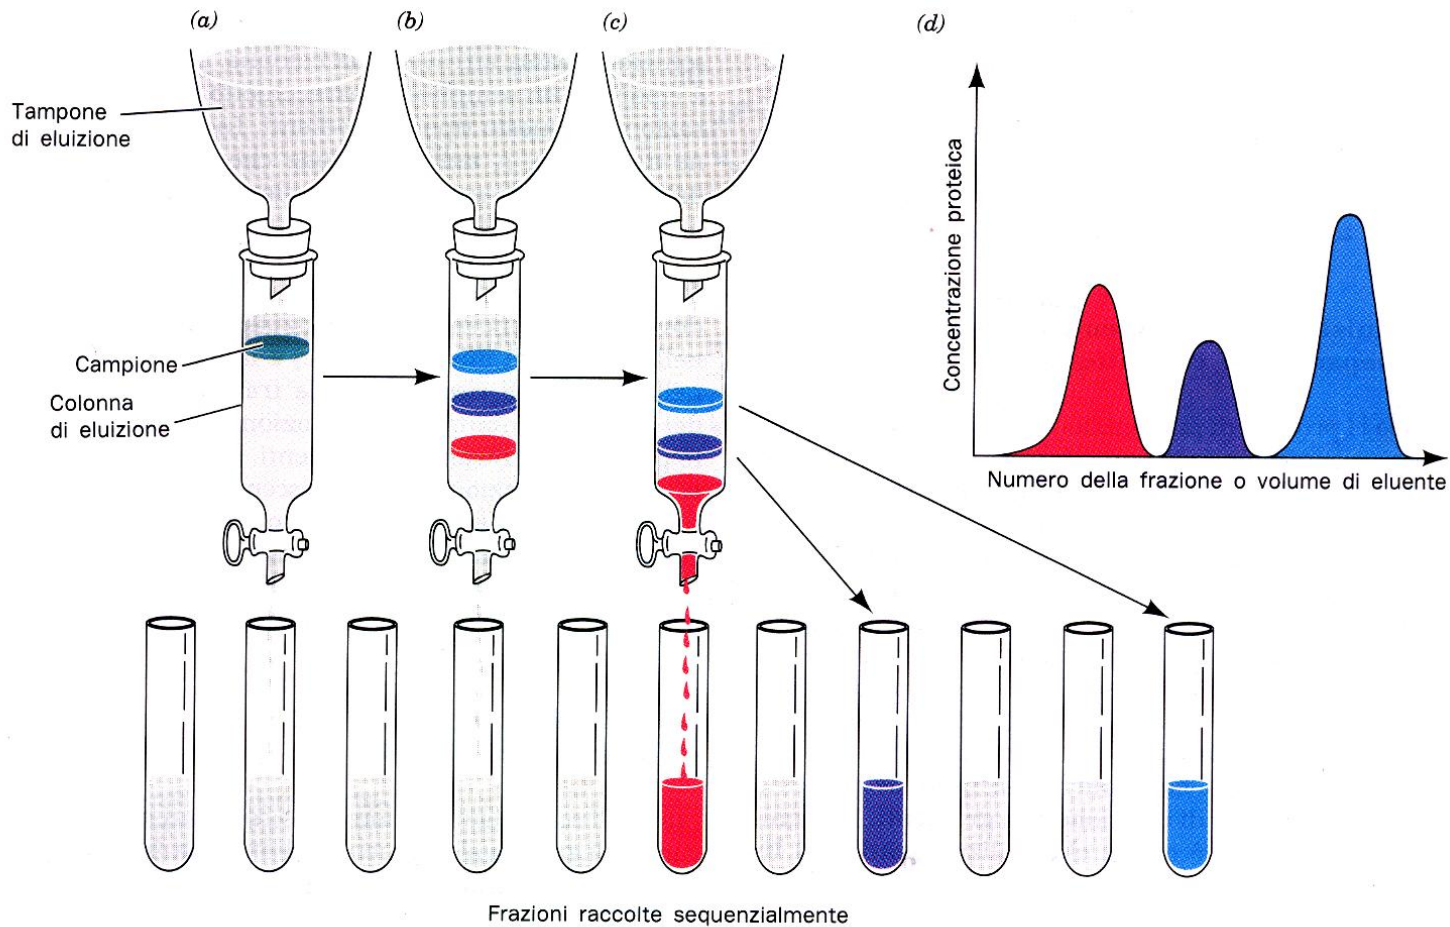 (a)
(b)
(c)
(d)
Tampone
di eluizione
Campione
Colonna
di eluizione
Concentrazione proteica
Numero della frazione o volume di eluente
Frazioni raccolte sequenzialmente